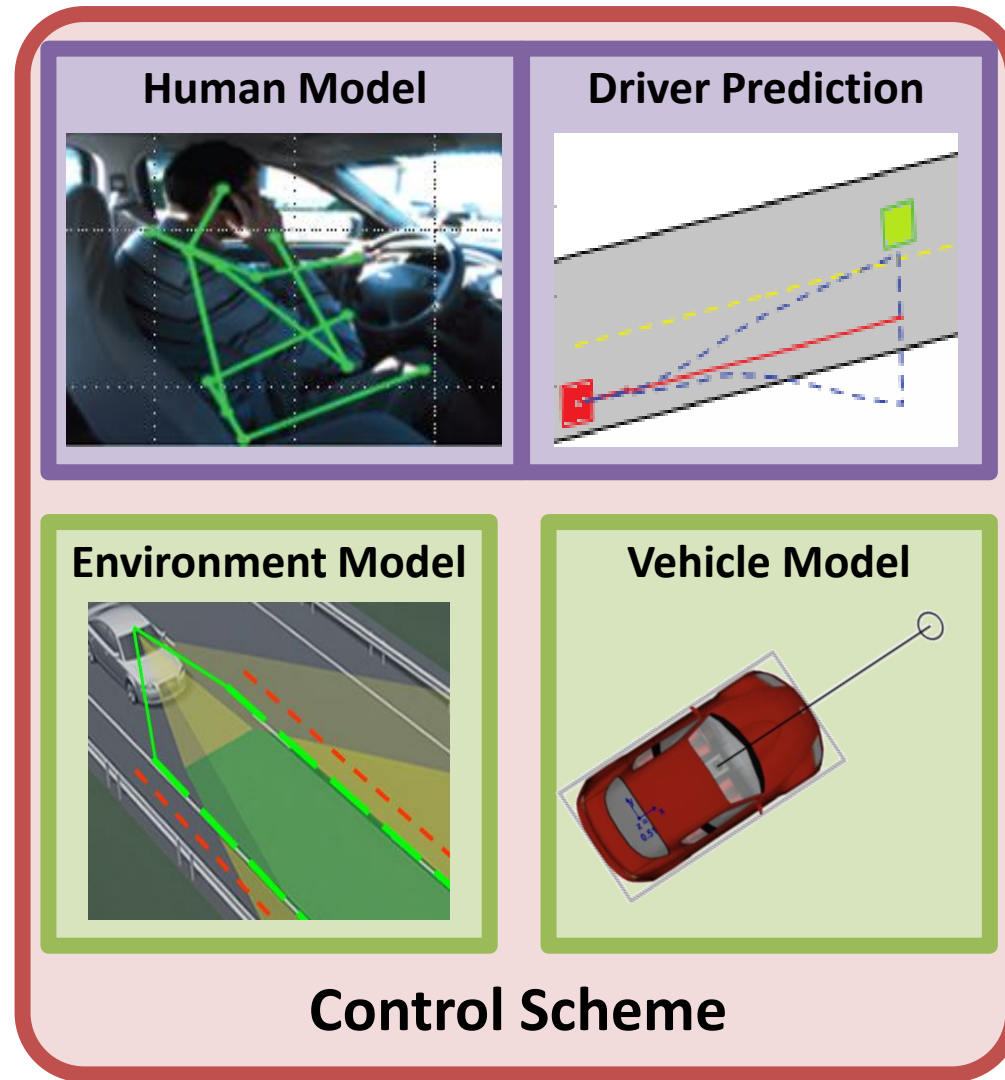 Human Model
Driver Prediction
Environment Model
Vehicle Model
Control Scheme